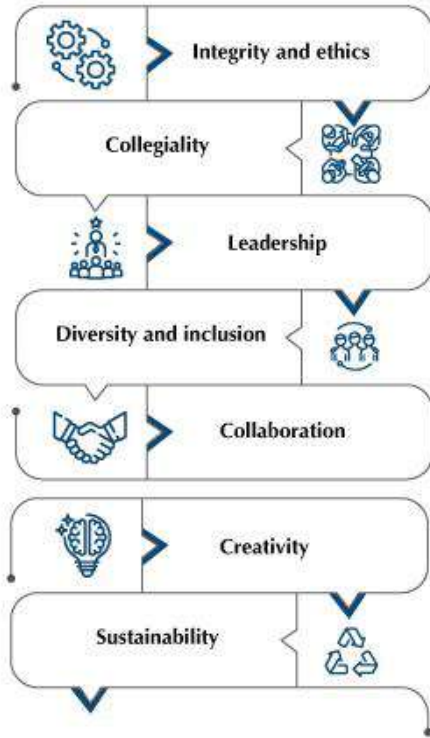 Integrity and ethics
Collegiality
Leadership
Diversity and inclusion
Collaboration
Creativity
Sustainability